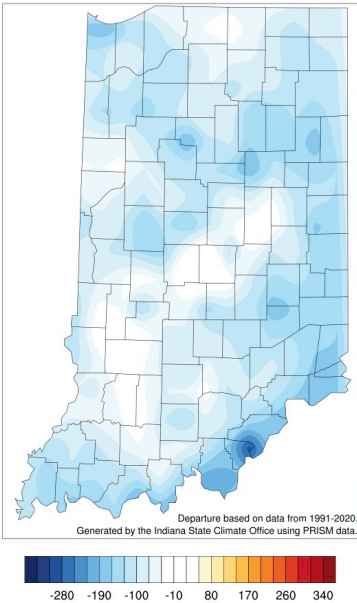 Departure based on data from 1991-2020.
Generated by the Indiana State Climate Office using PRISM data.
-280 -190 -100 -10 80 170 260 340